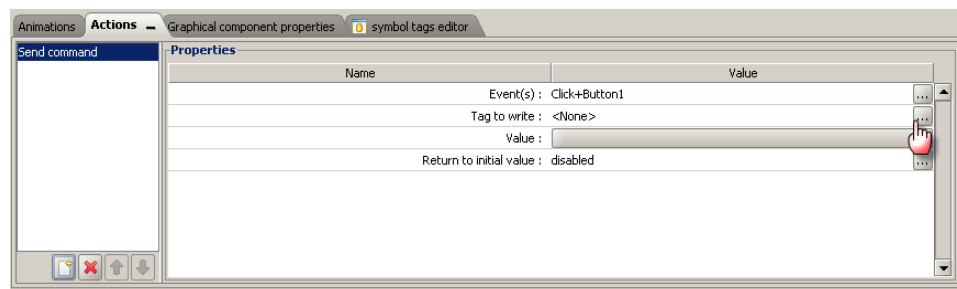 Animations Actions Graphical component properties symbol tags editor
Send command Properties
Name Value
Event(s) : Click+Button1 ...
Tag to write : <None> ...
Value :
Return to initial value : disabled ...